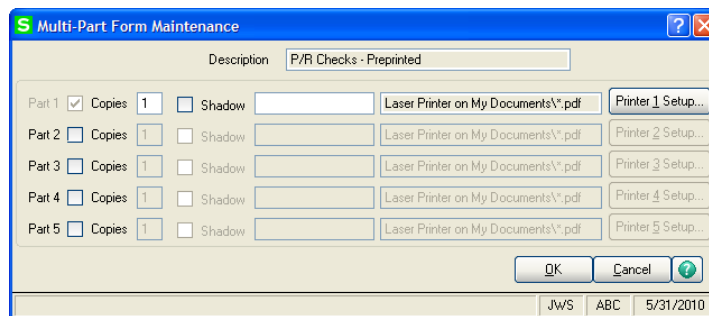 S Multi-Part Form Maintenance ?
Description P/R Checks - Preprinted
Part 1 Copies 1 Shadow Laser Printer on My Documents\*.pdf Printer 1 Setup...
Part 2 Copies 1 Shadow Laser Printer on My Documents\*.pdf Printer 2 Setup...
Part 3 Copies 1 Shadow Laser Printer on My Documents\*.pdf Printer 3 Setup...
Part 4 Copies 1 Shadow Laser Printer on My Documents\*.pdf Printer 4 Setup...
Part 5 Copies 1 Shadow Laser Printer on My Documents\*.pdf Printer 5 Setup...
OK Cancel ?
JWS ABC 5/31/2010